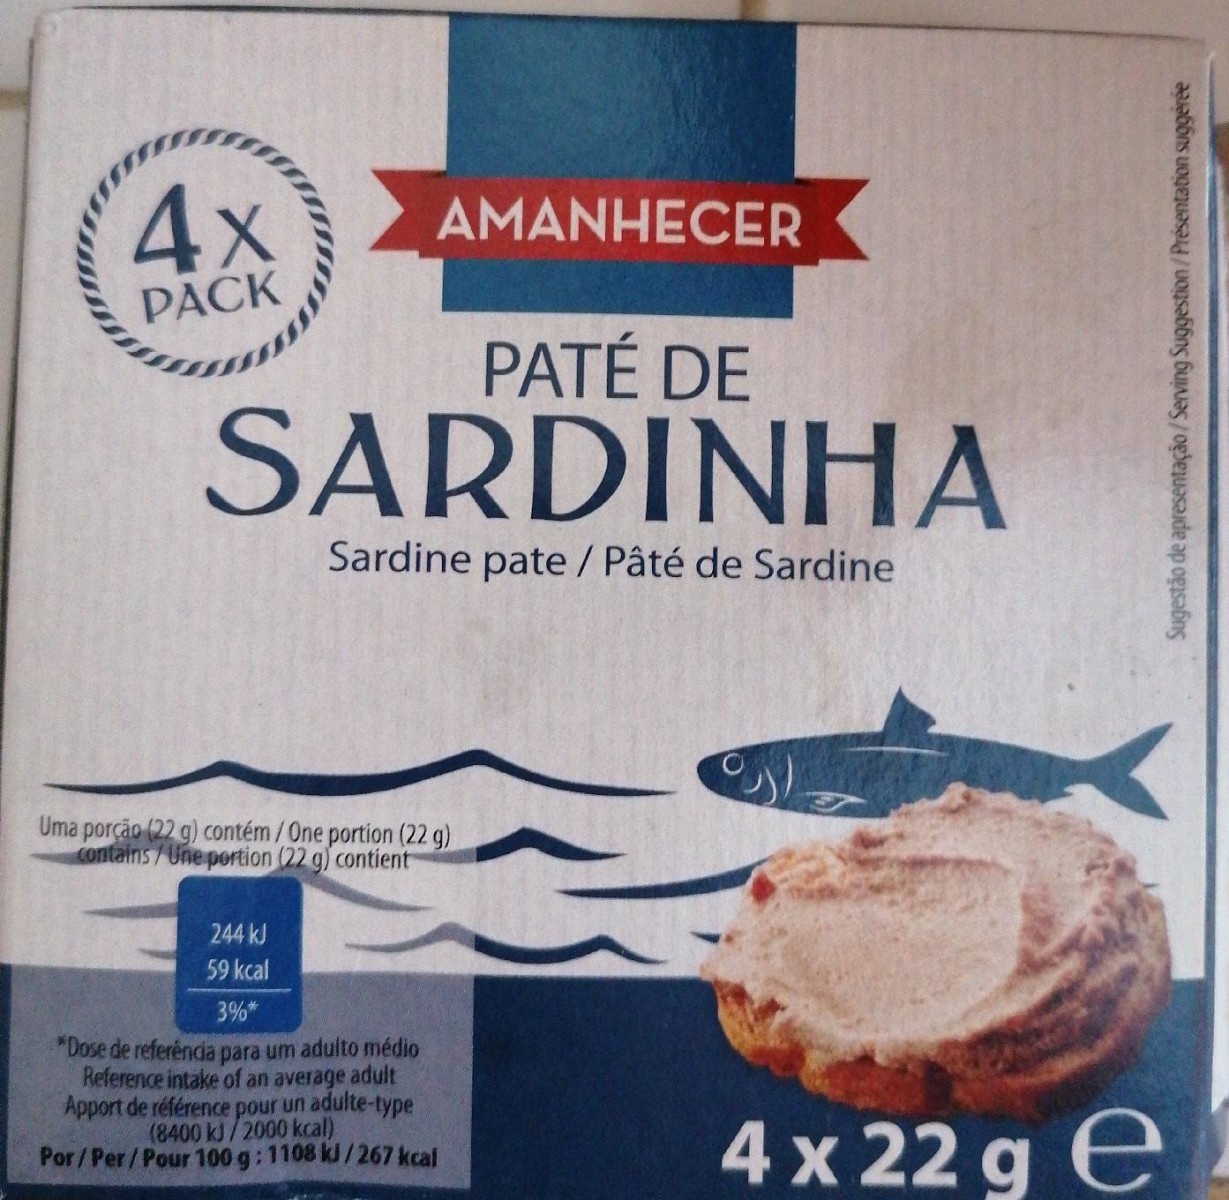 4x
PACK
AMANHECER
PATÉ DE
SARDINHA
Sardine pate / Pâté de Sardine
Sugestão de apresentação / Serving Suggestion / Présentation suggérée
Uma porção (22 g) contém / One portion (22 g)
contains / Une portion (22 g) contient
244 kJ
59 kcal
3%*
*Dose de referência para um adulto médio
Reference intake of an average adult
Apport de référence pour un adulte-type
(8400 kJ / 2000 kcal)
Por / Per / Pour 100 g : 1108 kJ / 267 kcal
4 x 22 g e